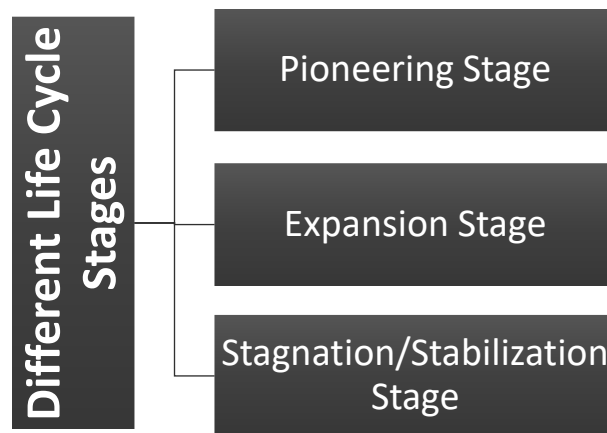 Different Life Cycle
Stages
Pioneering Stage
Expansion Stage
Stagnation/Stabilization
Stage